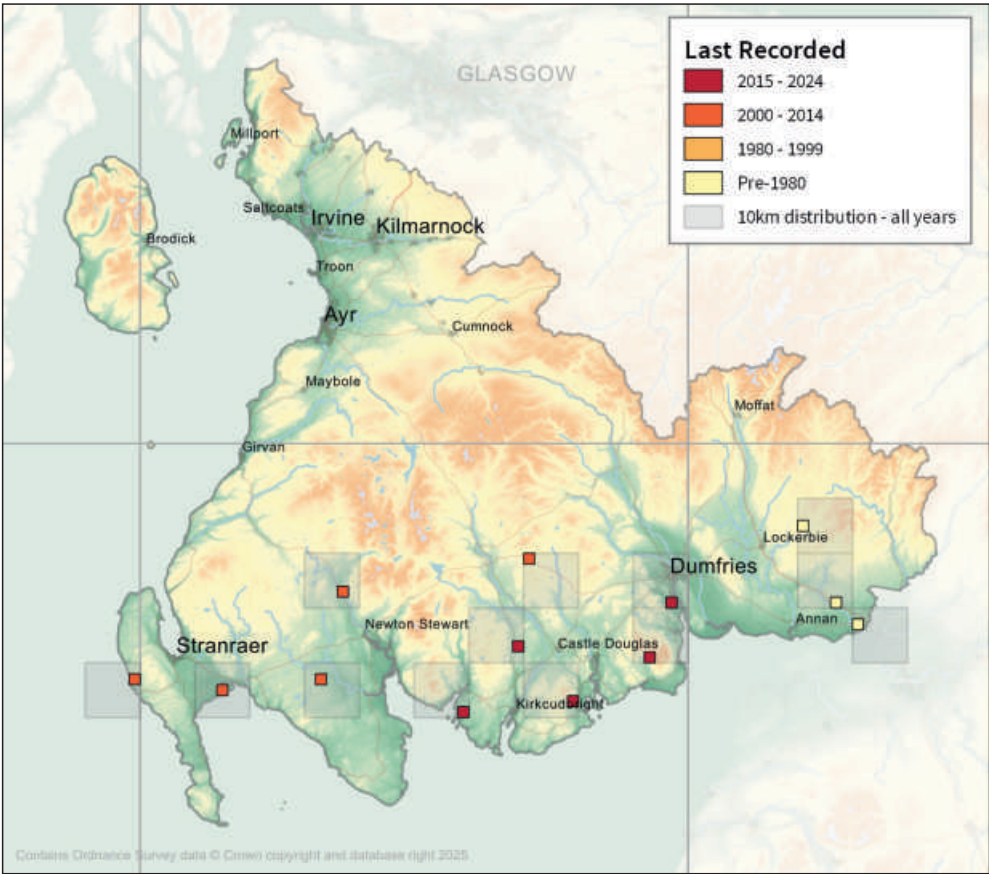 GLASGOW
Last Recorded
2015 - 2024
2000 - 2014
1980 - 1999
Pre-1980
10km distribution - all years
Millport
Saltcoats
Irvine
Kilmarnock
Brodick
Troon
Ayr
Cumnock
Maybole
Moffat
Girvan
Lockerbie
Dumfries
Newton Stewart
Annan
Stranraer
Castle Douglas
Kirkcudbright
Contains Ordnance Survey data © Crown copyright and database right 2025